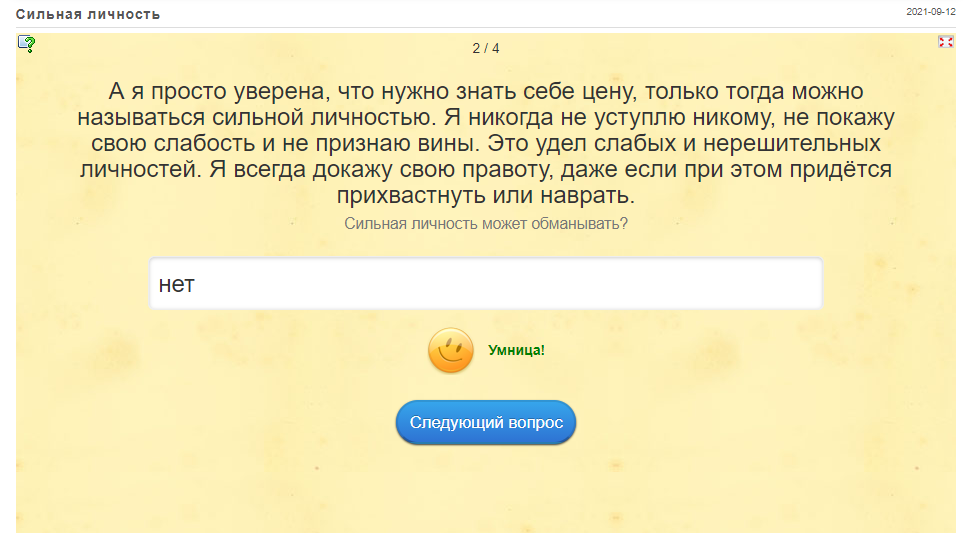 Сильная личность
2021-09-12
2 / 4
А я просто уверена, что нужно знать себе цену, только тогда можно
называться сильной личностью. Я никогда не уступлю никому, не покажу
свою слабость и не признаю вины. Это удел слабых и нерешительных
личностей. Я всегда докажу свою правоту, даже если при этом придётся
прихвастнуть или наврать.
Сильная личность может обманывать?
нет
Умница!
Следующий вопрос